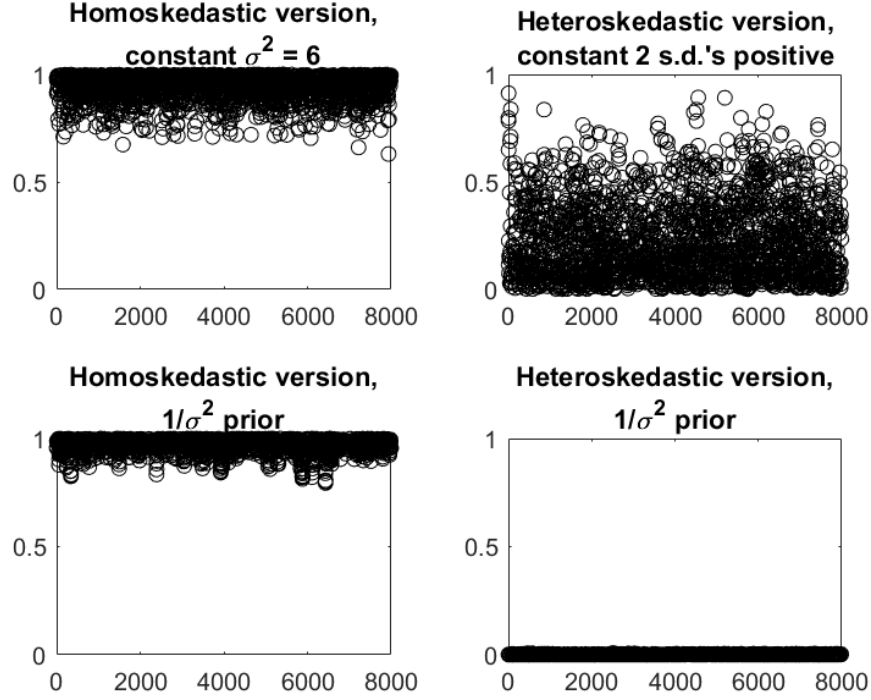 Homoskedastic version,
constant σ² = 6
1
0.5
0
0 2000 4000 6000 8000
Heteroskedastic version,
constant 2 s.d.'s positive
1
0.5
0
0 2000 4000 6000 8000
Homoskedastic version,
1/σ² prior
1
0.5
0
0 2000 4000 6000 8000
Heteroskedastic version,
1/σ² prior
1
0.5
0
0 2000 4000 6000 8000